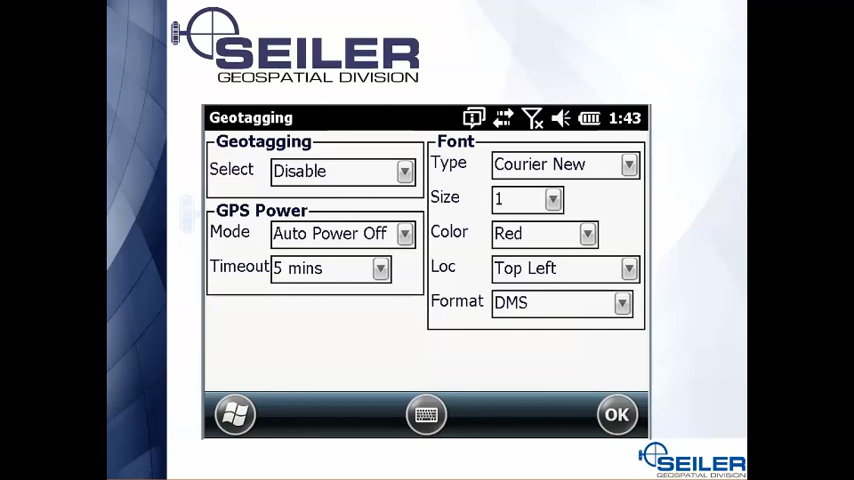 SEILER
GEOSPATIAL DIVISION
Geotagging
1:43
Geotagging
Select
Disable
GPS Power
Mode
Auto Power Off
Timeout
5 mins
Font
Type
Courier New
Size
1
Color
Red
Loc
Top Left
Format
DMS
OK
SEILER
GEOSPATIAL DIVISION